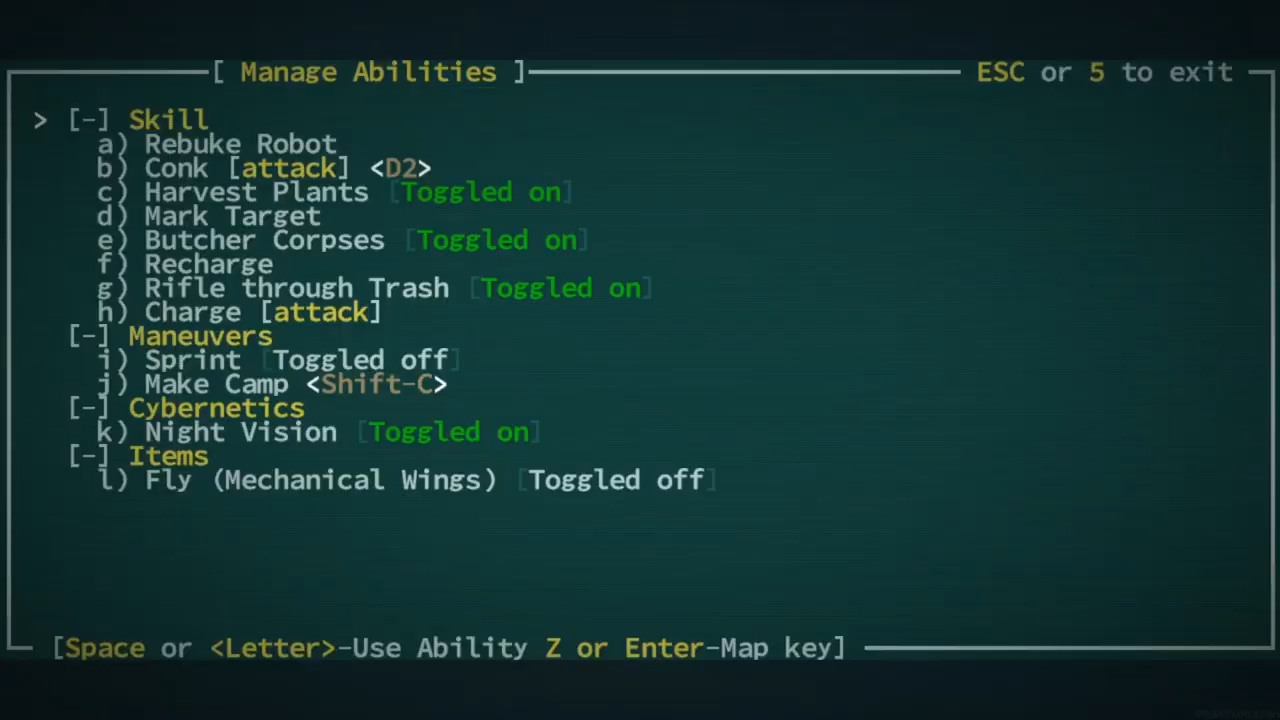 [ Manage Abilities ] ESC or 5 to exit
> [-] Skill
a) Rebuke Robot
b) Conk [attack] <D2>
c) Harvest Plants [Toggled on]
d) Mark Target
e) Butcher Corpses [Toggled on]
f) Recharge
g) Rifle through Trash [Toggled on]
h) Charge [attack]
[-] Maneuvers
i) Sprint [Toggled off]
j) Make Camp <Shift-C>
[-] Cybernetics
k) Night Vision [Toggled on]
[-] Items
l) Fly (Mechanical Wings) [Toggled off]
[Space or <Letter>-Use Ability Z or Enter-Map key]